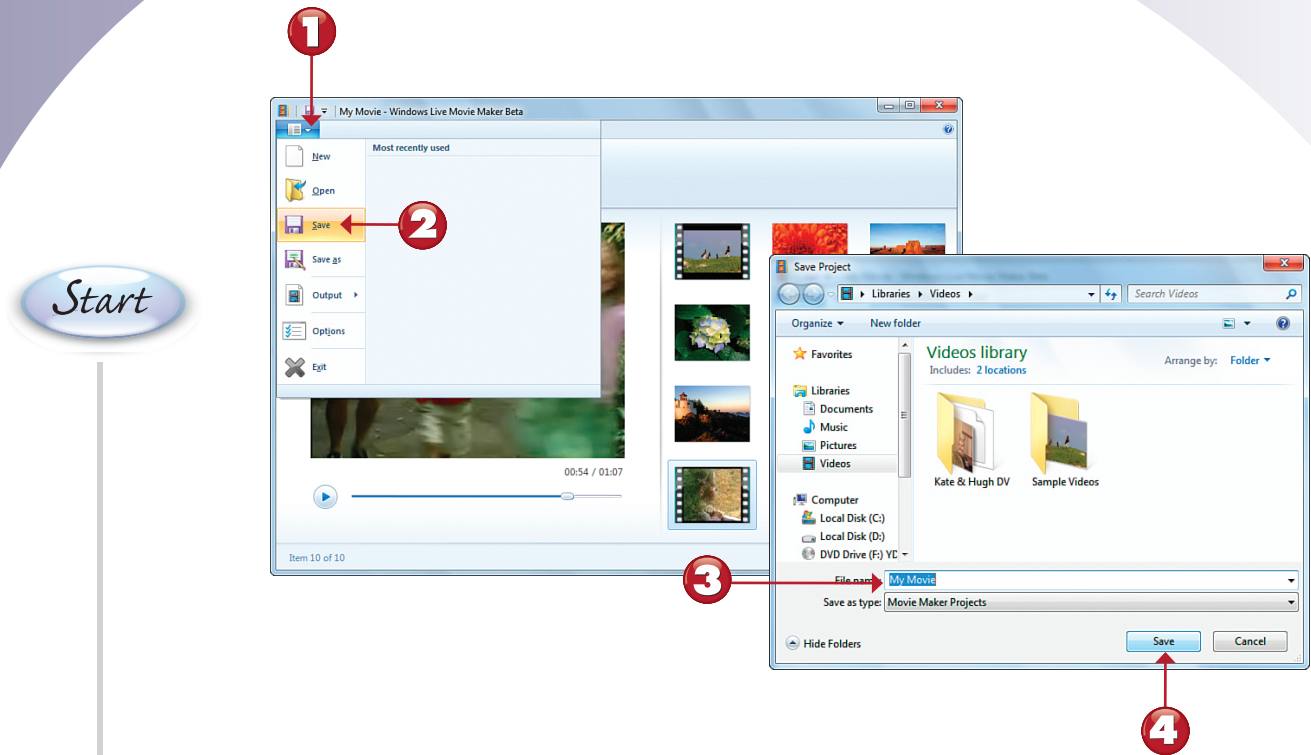 1
My Movie - Windows Live Movie Maker Beta
New
Most recently used
Open
Save
2
Save as
Output
Options
Exit
00:54 / 01:07
Item 10 of 10
Start
Save Project
Libraries
Videos
Search Videos
Organize
New folder
Favorites
Libraries
Documents
Music
Pictures
Videos
Computer
Local Disk (C:)
Local Disk (D:)
DVD Drive (F:) YD
Videos library
Includes: 2 locations
Arrange by: Folder
Kate & Hugh DV
Sample Videos
3
File name: My Movie
Save as type: Movie Maker Projects
Hide Folders
Save
Cancel
4